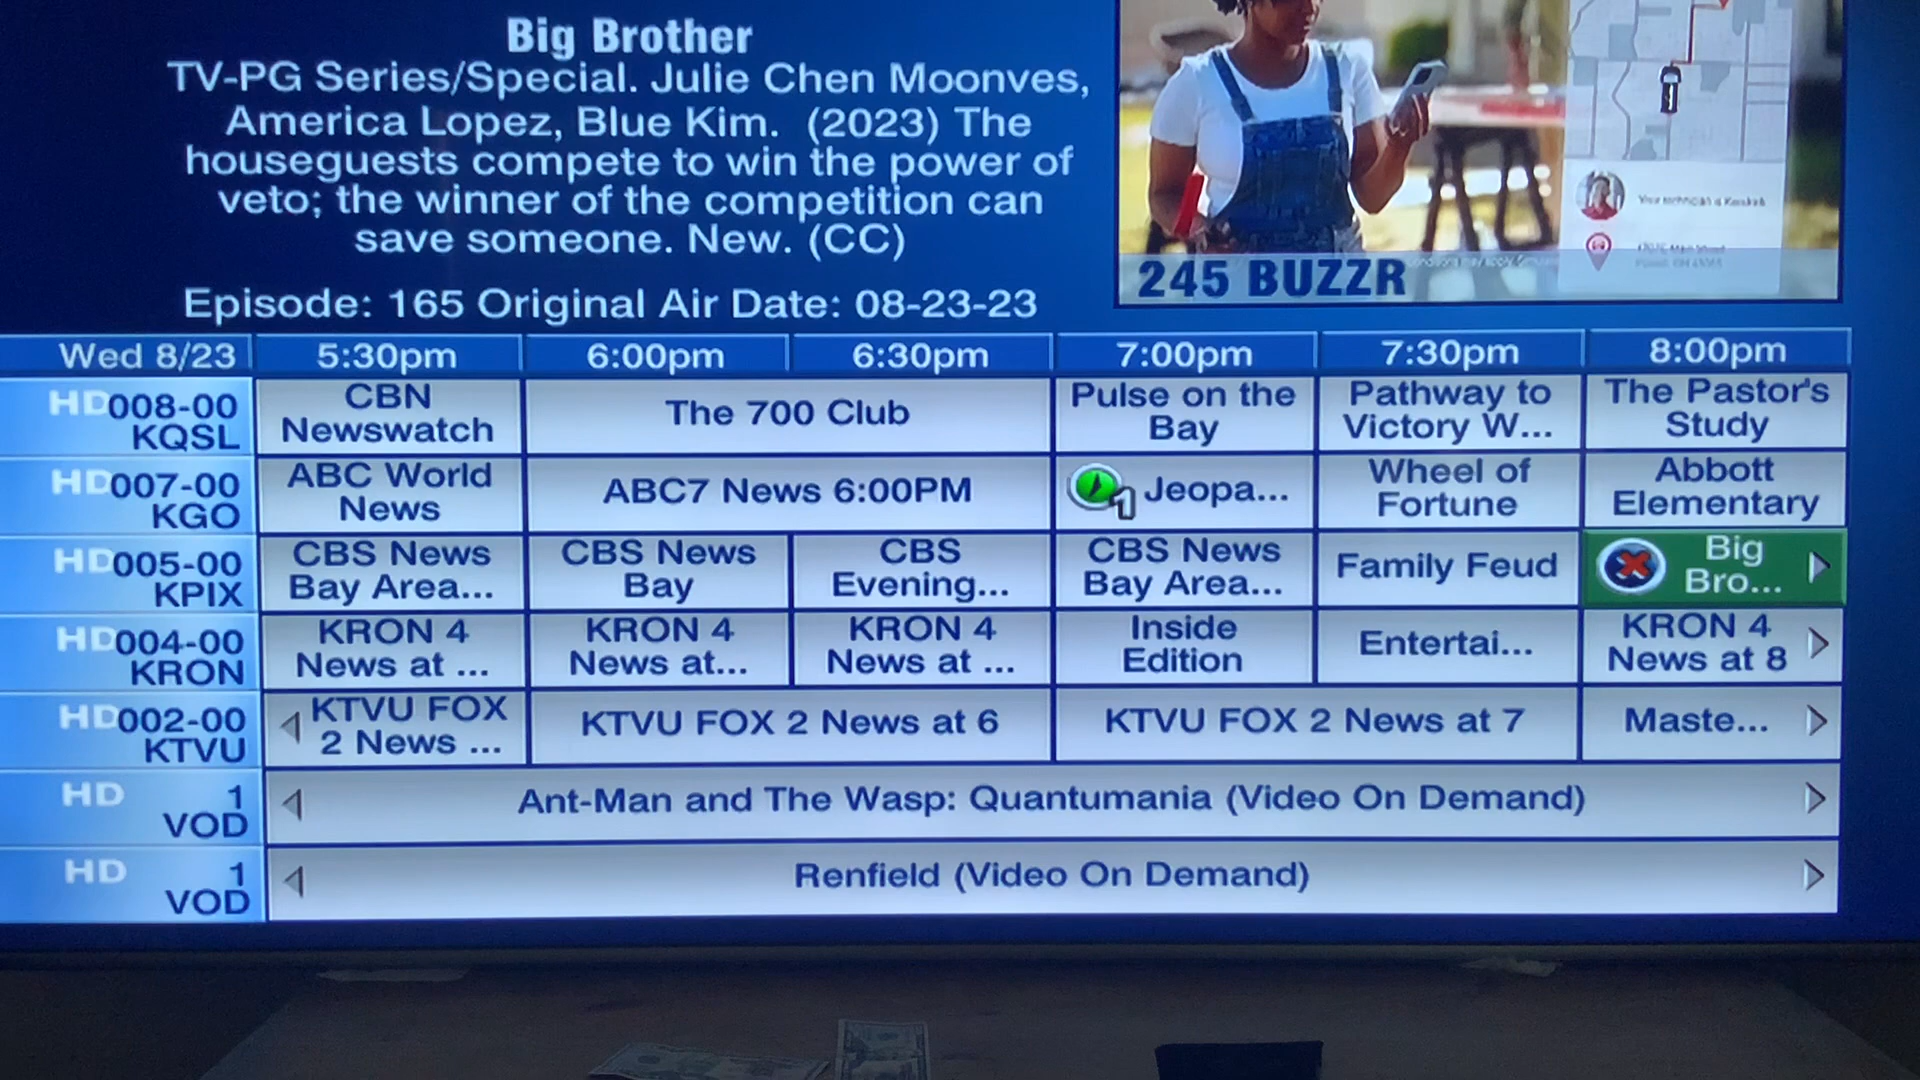 Big Brother
TV-PG Series/Special. Julie Chen Moonves,
America Lopez, Blue Kim. (2023) The
houseguests compete to win the power of
veto; the winner of the competition can
save someone. New. (CC)
Episode: 165 Original Air Date: 08-23-23
245 BUZZR
Wed 8/23 5:30pm 6:00pm 6:30pm 7:00pm 7:30pm 8:00pm
HD008-00
KQSL
CBN
Newswatch
The 700 Club
Pulse on the
Bay
Pathway to
Victory W...
The Pastor's
Study
HD007-00
KGO
ABC World
News
ABC7 News 6:00PM
1
Jeopa...
Wheel of
Fortune
Abbott
Elementary
HD005-00
KPIX
CBS News
Bay Area...
CBS News
Bay
CBS
Evening...
CBS News
Bay Area...
Family Feud
Big
Bro...
HD004-00
KRON
KRON 4
News at ...
KRON 4
News at...
KRON 4
News at ...
Inside
Edition
Entertai...
KRON 4
News at 8
HD002-00
KTVU
KTVU FOX
2 News ...
KTVU FOX 2 News at 6
KTVU FOX 2 News at 7
Maste...
HD 1
VOD
Ant-Man and The Wasp: Quantumania (Video On Demand)
HD 1
VOD
Renfield (Video On Demand)